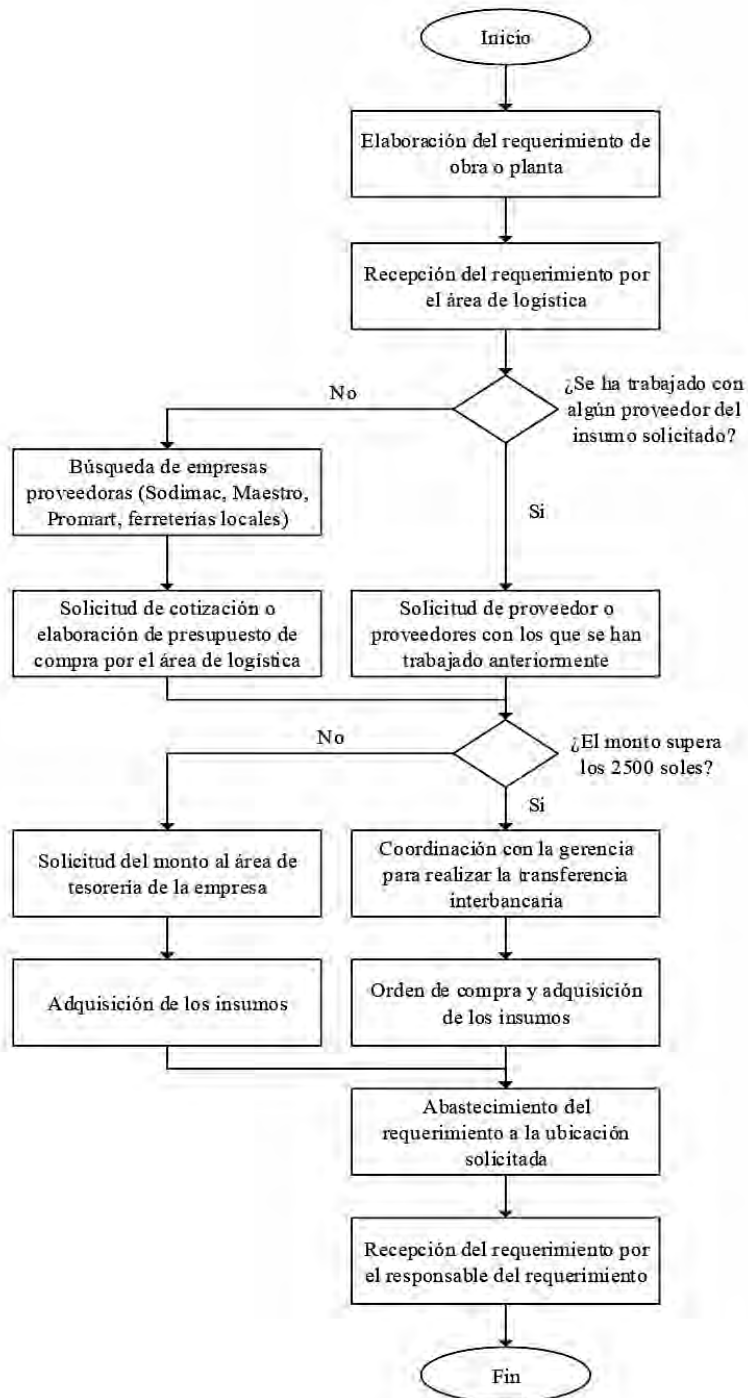 Inicio
Elaboración del requerimiento de
obra o planta
Recepción del requerimiento por
el área de logística
¿Se ha trabajado con
algún proveedor del
insumo solicitado?
No
Búsqueda de empresas
proveedoras (Sodimac, Maestro,
Promart, ferreterías locales)
Si
Solicitud de cotización o
elaboración de presupuesto de
compra por el área de logística
Solicitud de proveedor o
proveedores con los que se han
trabajado anteriormente
No
¿El monto supera
los 2500 soles?
Sí
Solicitud del monto al área de
tesorería de la empresa
Coordinación con la gerencia
para realizar la transferencia
interbancaria
Adquisición de los insumos
Orden de compra y adquisición
de los insumos
Abastecimiento del
requerimiento a la ubicación
solicitada
Recepción del requerimiento por
el responsable del requerimiento
Fin